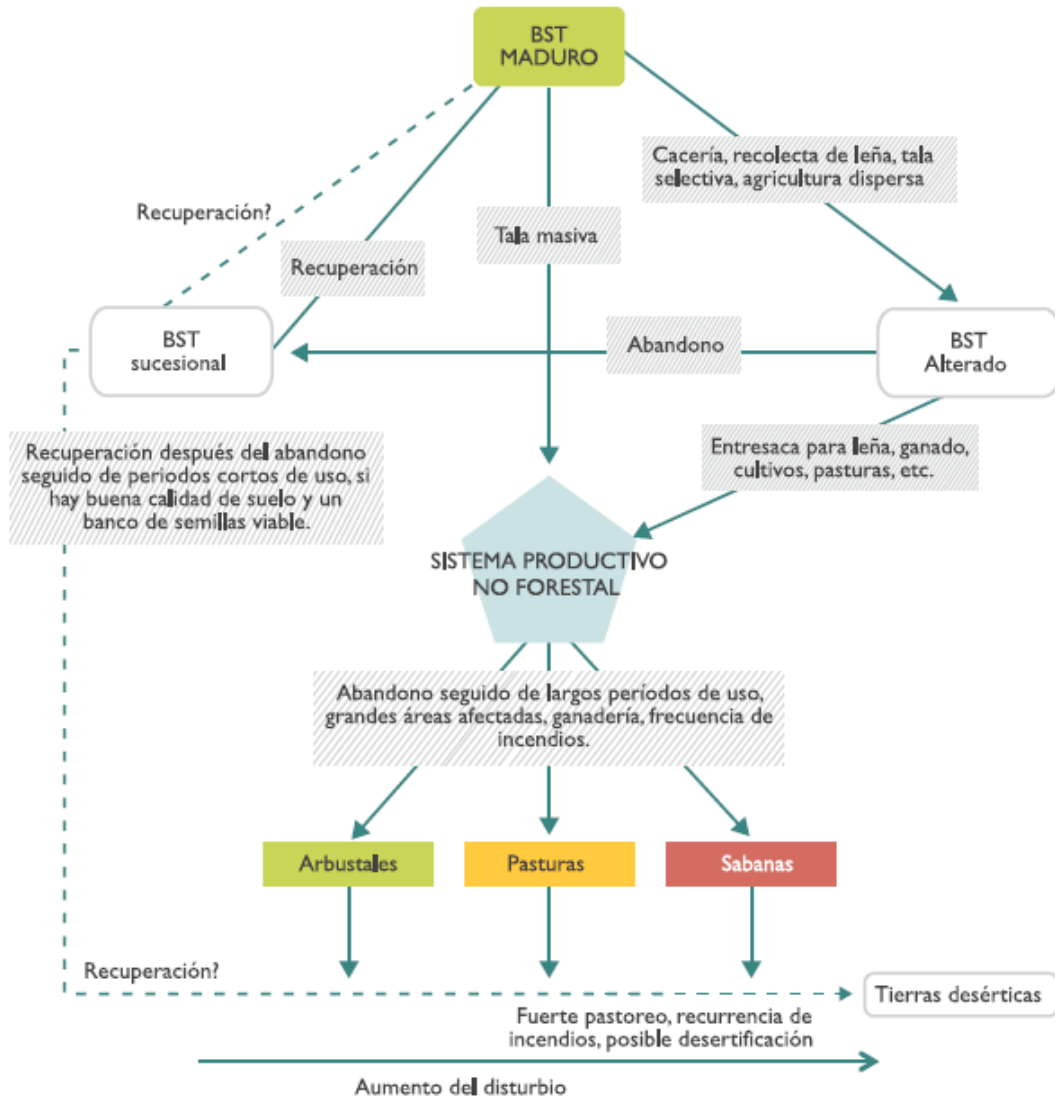 BST
MADURO
Cacería, recolecta de leña, tala
selectiva, agricultura dispersa
Recuperación?
Tala masiva
Recuperación
BST
sucesional
Abandono
BST
Alterado
Recuperación después del abandono
seguido de periodos cortos de uso, si
hay buena calidad de suelo y un
banco de semillas viable.
Entresaca para leña, ganado,
cultivos, pasturas, etc.
SISTEMA PRODUCTIVO
NO FORESTAL
Abandono seguido de largos períodos de uso,
grandes áreas afectadas, ganadería, frecuencia de
incendios.
Arbustales
Pasturas
Sabanas
Recuperación?
Tierras desérticas
Fuerte pastoreo, recurrencia de
incendios, posible desertificación
Aumento del disturbio